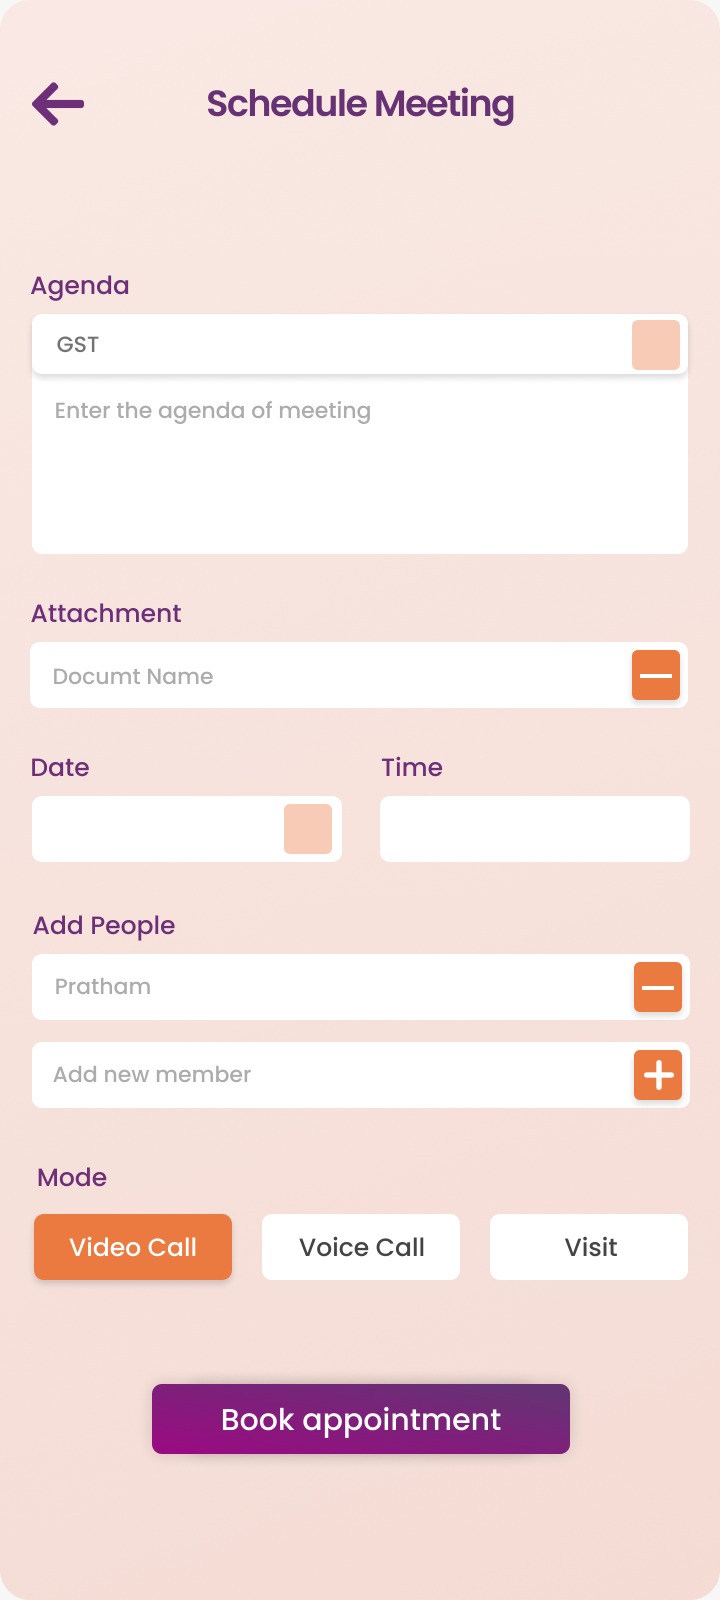 Schedule Meeting
Agenda
GST
Enter the agenda of meeting
Attachment
Documt Name
Date
Time
Add People
Pratham
Add new member
Mode
Video Call
Voice Call
Visit
Book appointment